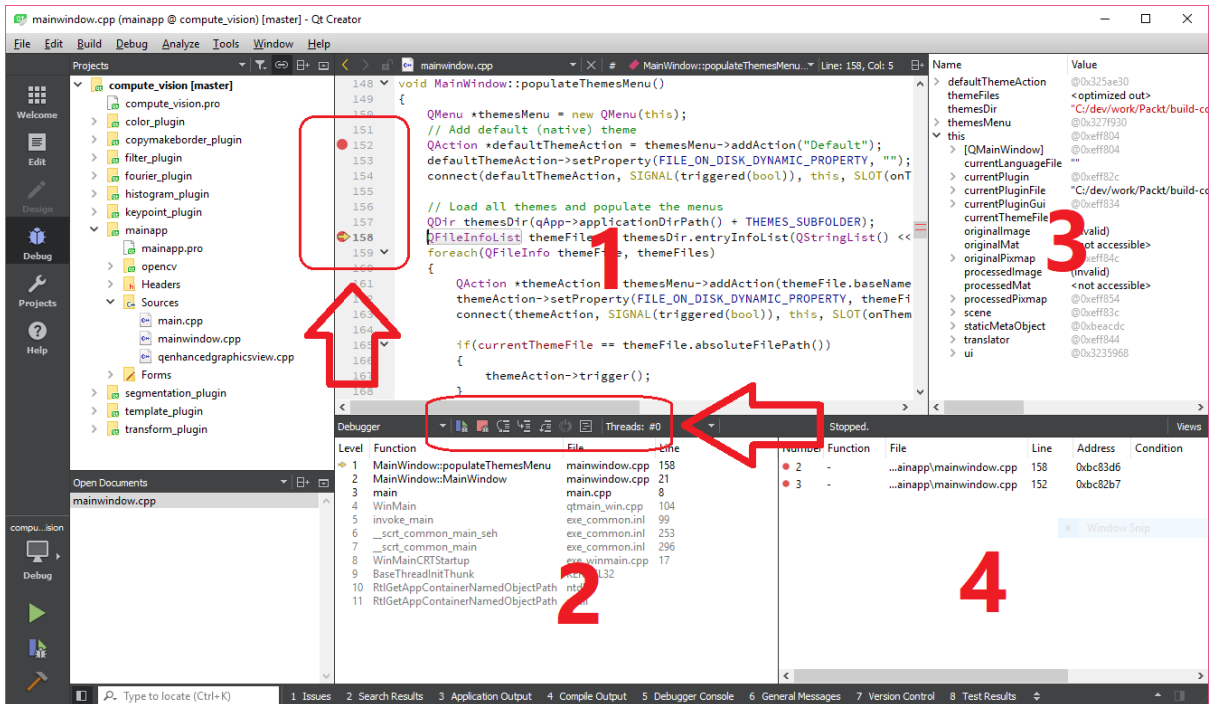 mainwindow.cpp (mainapp @ compute_vision) [master] - Qt Creator
File Edit Build Debug Analyze Tools Window Help
Projects
mainwindow.cpp
# MainWindow::populateThemesMenu...
Line: 158, Col: 5
Name Value
Welcome
Edit
Design
Debug
Projects
Help
compu...ision
Debug
compute_vision [master]
compute_vision.pro
color_plugin
copymakeborder_plugin
filter_plugin
fourier_plugin
histogram_plugin
keypoint_plugin
mainapp
mainapp.pro
opencv
Headers
Sources
main.cpp
mainwindow.cpp
qenhancedgraphicsview.cpp
Forms
segmentation_plugin
template_plugin
transform_plugin
Open Documents
mainwindow.cpp
148 void MainWindow::populateThemesMenu()
149 {
150 QMenu *themesMenu = new QMenu(this);
151 // Add default (native) theme
152 QAction *defaultThemeAction = themesMenu->addAction("Default");
153 defaultThemeAction->setProperty(FILE_ON_DISK_DYNAMIC_PROPERTY, "");
154 connect(defaultThemeAction, SIGNAL(triggered(bool)), this, SLOT(onT
155
156 // Load all themes and populate the menus
157 QDir themesDir(qApp->applicationDirPath() + THEMES_SUBFOLDER);
158 QFileInfoList themeFile themesDir.entryInfoList(QStringList() <<
159 foreach(QFileInfo themeFile, themeFiles)
160 {
161 QAction *themeAction themesMenu->addAction(themeFile.baseName
162 themeAction->setProperty(FILE_ON_DISK_DYNAMIC_PROPERTY, themeFi
163 connect(themeAction, SIGNAL(triggered(bool)), this, SLOT(onThem
164
165 if(currentThemeFile == themeFile.absoluteFilePath())
166 {
167 themeAction->trigger();
168 }
1
defaultThemeAction @0x325ae30
themeFiles <optimized out>
themesDir "C:/dev/work/Packt/build-co
themesMenu @0x327f930
this @0xeff804
[QMainWindow] @0xeff804
currentLanguageFile ""
currentPlugin @0xeff82c
currentPluginFile "C:/dev/work/Packt/build-co
currentPluginGui @0xeff834
currentThemeFile
originalImage
originalMat <not accessible>
originalPixmap @0xeff84c
processedImage (invalid)
processedMat <not accessible>
processedPixmap @0xeff854
scene @0xeff83c
staticMetaObject @0xbeacdc
translator @0xeff844
ui @0x3235968
3
Debugger
Threads: #0
Stopped.
Views
Level Function File Line
1 MainWindow::populateThemesMenu mainwindow.cpp 158
2 MainWindow::MainWindow mainwindow.cpp 21
3 main main.cpp 8
4 WinMain qtmain_win.cpp 104
5 invoke_main exe_common.inl 99
6 __scrt_common_main_seh exe_common.inl 253
7 __scrt_common_main exe_common.inl 296
8 WinMainCRTStartup exe_winmain.cpp 17
9 BaseThreadInitThunk
10 RtlGetAppContainerNamedObjectPath
11 RtlGetAppContainerNamedObjectPath
2
Number Function File Line Address Condition
2 - ...ainapp\mainwindow.cpp 158 0xbc83d6
3 - ...ainapp\mainwindow.cpp 152 0xbc82b7
Window Snip
4
Type to locate (Ctrl+K)
1 Issues 2 Search Results 3 Application Output 4 Compile Output 5 Debugger Console 6 General Messages 7 Version Control 8 Test Results